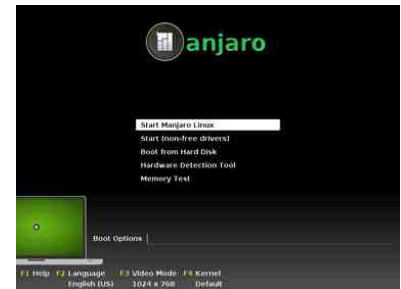 anjaro
Start Manjaro Linux
Start (non-free drivers)
Boot from Hard Disk
Hardware Detection Tool
Memory Test
Boot Options
F1 Help F2 Language F3 Video Mode F4 Kernel
English (US) 1024 x 768 Default